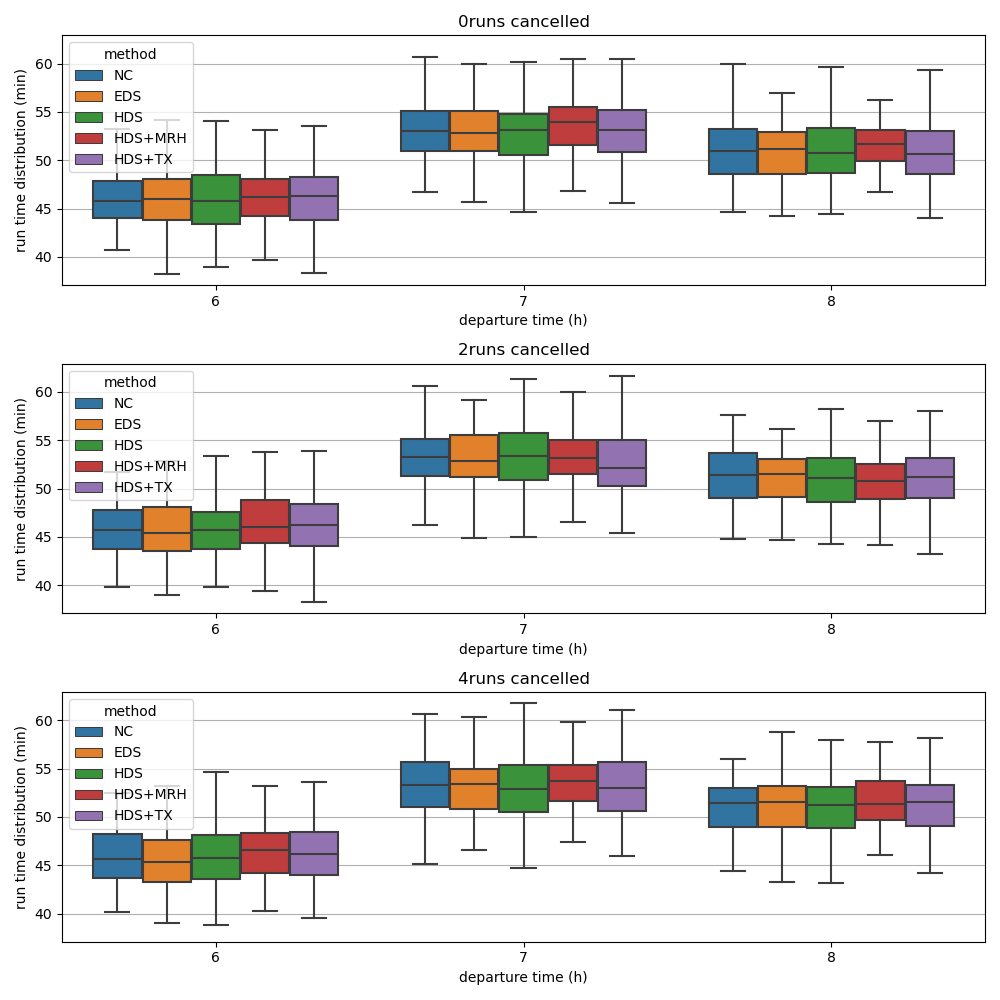 0runs cancelled
run time distribution (min)
60
55
50
45
40
method
NC
EDS
HDS
HDS+MRH
HDS+TX
6
7
8
departure time (h)
2runs cancelled
run time distribution (min)
60
55
50
45
40
method
NC
EDS
HDS
HDS+MRH
HDS+TX
6
7
8
departure time (h)
4runs cancelled
run time distribution (min)
60
55
50
45
40
method
NC
EDS
HDS
HDS+MRH
HDS+TX
6
7
8
departure time (h)